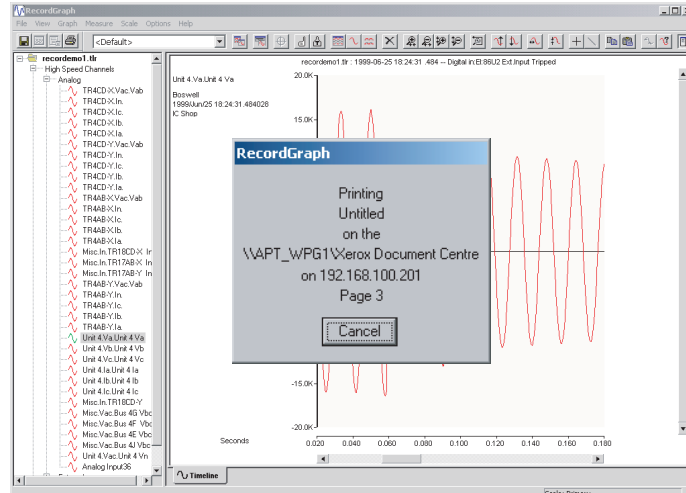 RecordGraph
File View Graph Measure Scale Options Help
<Default>
recordemo1.tlr
High Speed Channels
Analog
TR4CD-X.Vac.Vab
TR4CD-X.In.
TR4CD-X.Ic.
TR4CD-X.Ib.
TR4CD-X.Ia.
TR4CD-Y.Vac.Vab
TR4CD-Y.In.
TR4CD-Y.Ic.
TR4CD-Y.Ib.
TR4CD-Y.Ia.
TR4AB-X.Vac.Vab
TR4AB-X.In.
TR4AB-X.Ic.
TR4AB-X.Ib.
TR4AB-X.Ia.
Misc.In.TR18CD-X In
Misc.In.TR17AB-X In
Misc.In.TR17AB-Y In
TR4AB-Y.Vac.Vab
TR4AB-Y.In.
TR4AB-Y.Ic.
TR4AB-Y.Ib.
TR4AB-Y.Ia.
Unit 4.Va.Unit 4 Va
Unit 4.Vb.Unit 4 Vb
Unit 4.Vc.Unit 4 Vc
Unit 4.Ia.Unit 4 Ia
Unit 4.Ib.Unit 4 Ib
Unit 4.Ic.Unit 4 Ic
Misc.In.TR18CD-Y
Misc.Vac.Bus 4G Vbc
Misc.Vac.Bus 4F Vbc
Misc.Vac.Bus 4E Vbc
Misc.Vac.Bus 4J Vbc
Unit 4.Vac.Unit 4 Vn
Analog Input36
recordemo1.tlr : 1999-06-25 18:24:31 .484 -- Digital in:El:86U2 Ext.Input Tripped
Unit 4.Va.Unit 4 Va
Boswell
1999/Jun/25 18:24:31.484028
IC Shop
20.0K
15.0K
-15.0K
-20.0K
Seconds
0.020 0.040 0.060 0.080 0.100 0.120 0.140 0.160 0.180
Timeline
RecordGraph
Printing
Untitled
on the
\\APT_WPG1\Xerox Document Centre
on 192.168.100.201
Page 3
Cancel